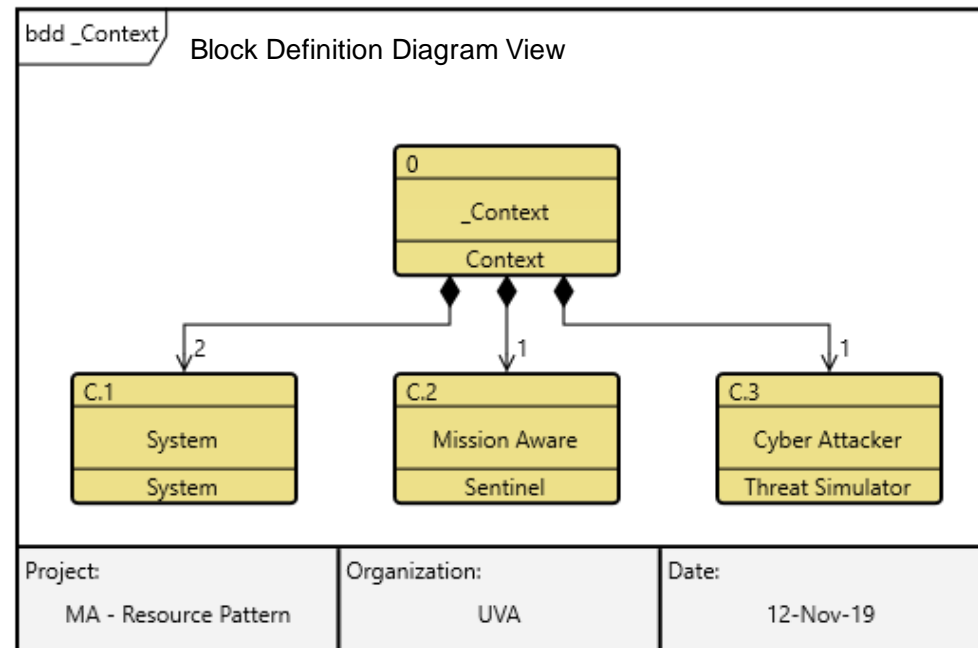 bdd _Context
Block Definition Diagram View
0
_Context
Context
2
1
1
C.1
System
System
C.2
Mission Aware
Sentinel
C.3
Cyber Attacker
Threat Simulator
Project:
MA - Resource Pattern
Organization:
UVA
Date:
12-Nov-19